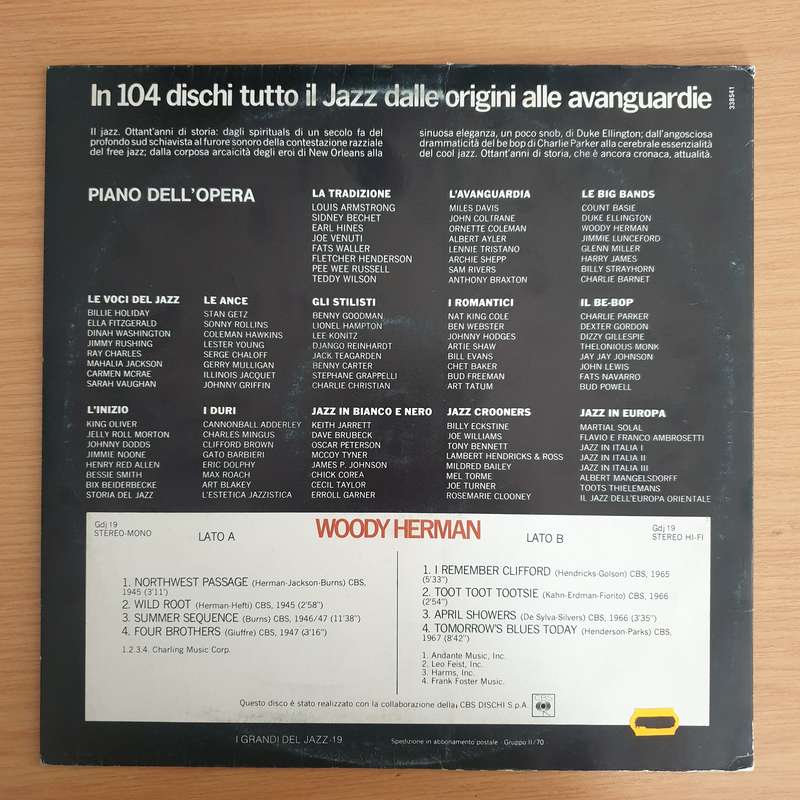 In 104 dischi tutto il Jazz dalle origini alle avanguardie
338541
Il jazz. Ottant'anni di storia: dagli spirituals di un secolo fa del
profondo sud schiavista al furore sonoro della contestazione razziale
del free jazz; dalla corposa arcaicità degli eroi di New Orleans alla
sinuosa eleganza, un poco snob, di Duke Ellington; dall'angosciosa
drammaticità del be bop di Charlie Parker alla cerebrale essenzialità
del cool jazz. Ottant'anni di storia, che è ancora cronaca, attualità.
PIANO DELL'OPERA
LA TRADIZIONE
LOUIS ARMSTRONG
SIDNEY BECHET
EARL HINES
JOE VENUTI
FATS WALLER
FLETCHER HENDERSON
PEE WEE RUSSELL
TEDDY WILSON
L'AVANGUARDIA
MILES DAVIS
JOHN COLTRANE
ORNETTE COLEMAN
ALBERT AYLER
LENNIE TRISTANO
ARCHIE SHEPP
SAM RIVERS
ANTHONY BRAXTON
LE BIG BANDS
COUNT BASIE
DUKE ELLINGTON
WOODY HERMAN
JIMMIE LUNCEFORD
GLENN MILLER
HARRY JAMES
BILLY STRAYHORN
CHARLIE BARNET
LE VOCI DEL JAZZ
BILLIE HOLIDAY
ELLA FITZGERALD
DINAH WASHINGTON
JIMMY RUSHING
RAY CHARLES
MAHALIA JACKSON
CARMEN MCRAE
SARAH VAUGHAN
LE ANCE
STAN GETZ
SONNY ROLLINS
COLEMAN HAWKINS
LESTER YOUNG
SERGE CHALOFF
GERRY MULLIGAN
ILLINOIS JACQUET
JOHNNY GRIFFIN
GLI STILISTI
BENNY GOODMAN
LIONEL HAMPTON
LEE KONITZ
DJANGO REINHARDT
JACK TEAGARDEN
BENNY CARTER
STEPHANE GRAPPELLI
CHARLIE CHRISTIAN
I ROMANTICI
NAT KING COLE
BEN WEBSTER
JOHNNY HODGES
ARTIE SHAW
BILL EVANS
CHET BAKER
BUD FREEMAN
ART TATUM
IL BE-BOP
CHARLIE PARKER
DEXTER GORDON
DIZZY GILLESPIE
THELONIOUS MONK
JAY JAY JOHNSON
JOHN LEWIS
FATS NAVARRO
BUD POWELL
L'INIZIO
KING OLIVER
JELLY ROLL MORTON
JOHNNY DODDS
JIMMIE NOONE
HENRY RED ALLEN
BESSIE SMITH
BIX BEIDERBECKE
STORIA DEL JAZZ
I DURI
CANNONBALL ADDERLEY
CHARLES MINGUS
CLIFFORD BROWN
GATO BARBIERI
ERIC DOLPHY
MAX ROACH
ART BLAKEY
L'ESTETICA JAZZISTICA
JAZZ IN BIANCO E NERO
KEITH JARRETT
DAVE BRUBECK
OSCAR PETERSON
MCCOY TYNER
JAMES P. JOHNSON
CHICK COREA
CECIL TAYLOR
ERROLL GARNER
JAZZ CROONERS
BILLY ECKSTINE
JOE WILLIAMS
TONY BENNETT
LAMBERT HENDRICKS & ROSS
MILDRED BAILEY
MEL TORME
JOE TURNER
ROSEMARIE CLOONEY
JAZZ IN EUROPA
MARTIAL SOLAL
FLAVIO E FRANCO AMBROSETTI
JAZZ IN ITALIA I
JAZZ IN ITALIA II
JAZZ IN ITALIA III
ALBERT MANGELSDORFF
TOOTS THIELEMANS
IL JAZZ DELL'EUROPA ORIENTALE
Gdj 19
STEREO-MONO
LATO A
WOODY HERMAN
LATO B
Gdj 19
STEREO HI-FI
1. NORTHWEST PASSAGE (Herman-Jackson-Burns) CBS,
1945 (3'11")
2. WILD ROOT (Herman-Hefti) CBS, 1945 (2'58")
3. SUMMER SEQUENCE (Burns) CBS, 1946/47 (11'38")
4. FOUR BROTHERS (Giuffre) CBS, 1947 (3'16")
1.2.3.4. Charling Music Corp.
1. I REMEMBER CLIFFORD (Hendricks-Golson) CBS, 1965
(5'33")
2. TOOT TOOT TOOTSIE (Kahn-Erdman-Fiorito) CBS, 1966
(2'54")
3. APRIL SHOWERS (De Sylva-Silvers) CBS, 1966 (3'35")
4. TOMORROW'S BLUES TODAY (Henderson-Parks) CBS,
1967 (8'42")
1. Andante Music, Inc.
2. Leo Feist, Inc.
3. Harms, Inc.
4. Frank Foster Music.
Questo disco è stato realizzato con la collaborazione della CBS DISCHI S.p.A.
CBS
I GRANDI DEL JAZZ-19
Spedizione in abbonamento postale - Gruppo II/70 -